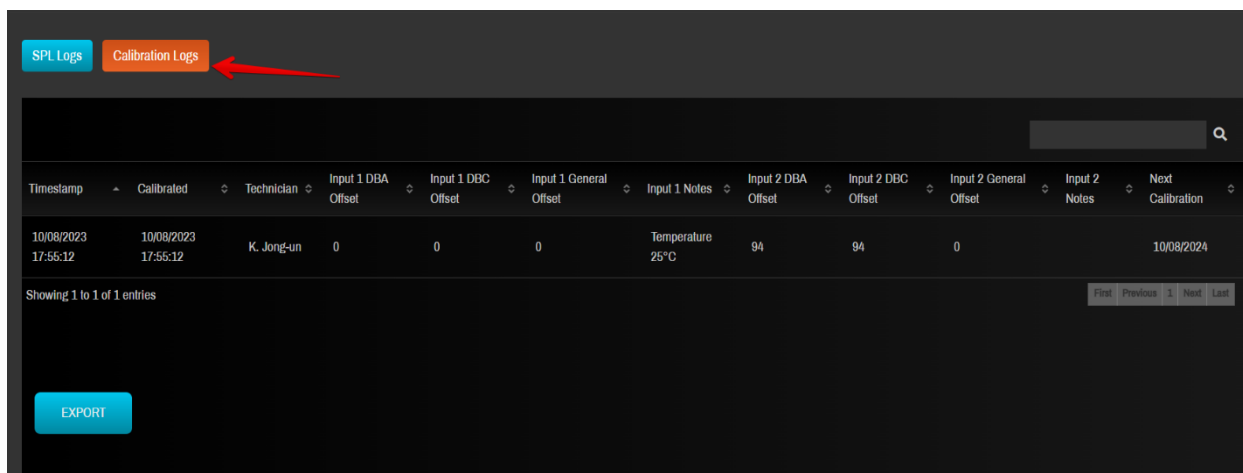 SPL Logs Calibration Logs
Timestamp Calibrated Technician Input 1 DBA Offset Input 1 DBC Offset Input 1 General Offset Input 1 Notes Input 2 DBA Offset Input 2 DBC Offset Input 2 General Offset Input 2 Notes Next Calibration
10/08/2023 17:55:12 10/08/2023 17:55:12 K. Jong-un 0 0 0 Temperature 25°C 94 94 0 10/08/2024
Showing 1 to 1 of 1 entries First Previous 1 Next Last
EXPORT